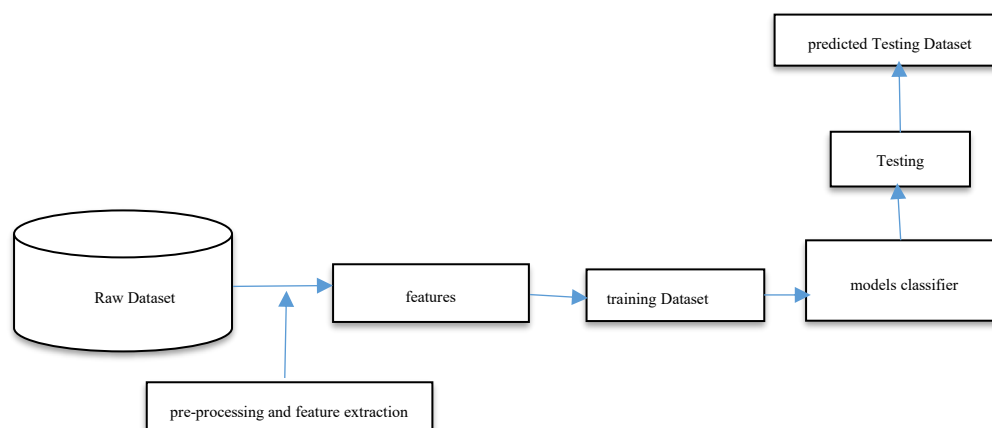 predicted Testing Dataset
Testing
Raw Dataset
features
training Dataset
models classifier
pre-processing and feature extraction